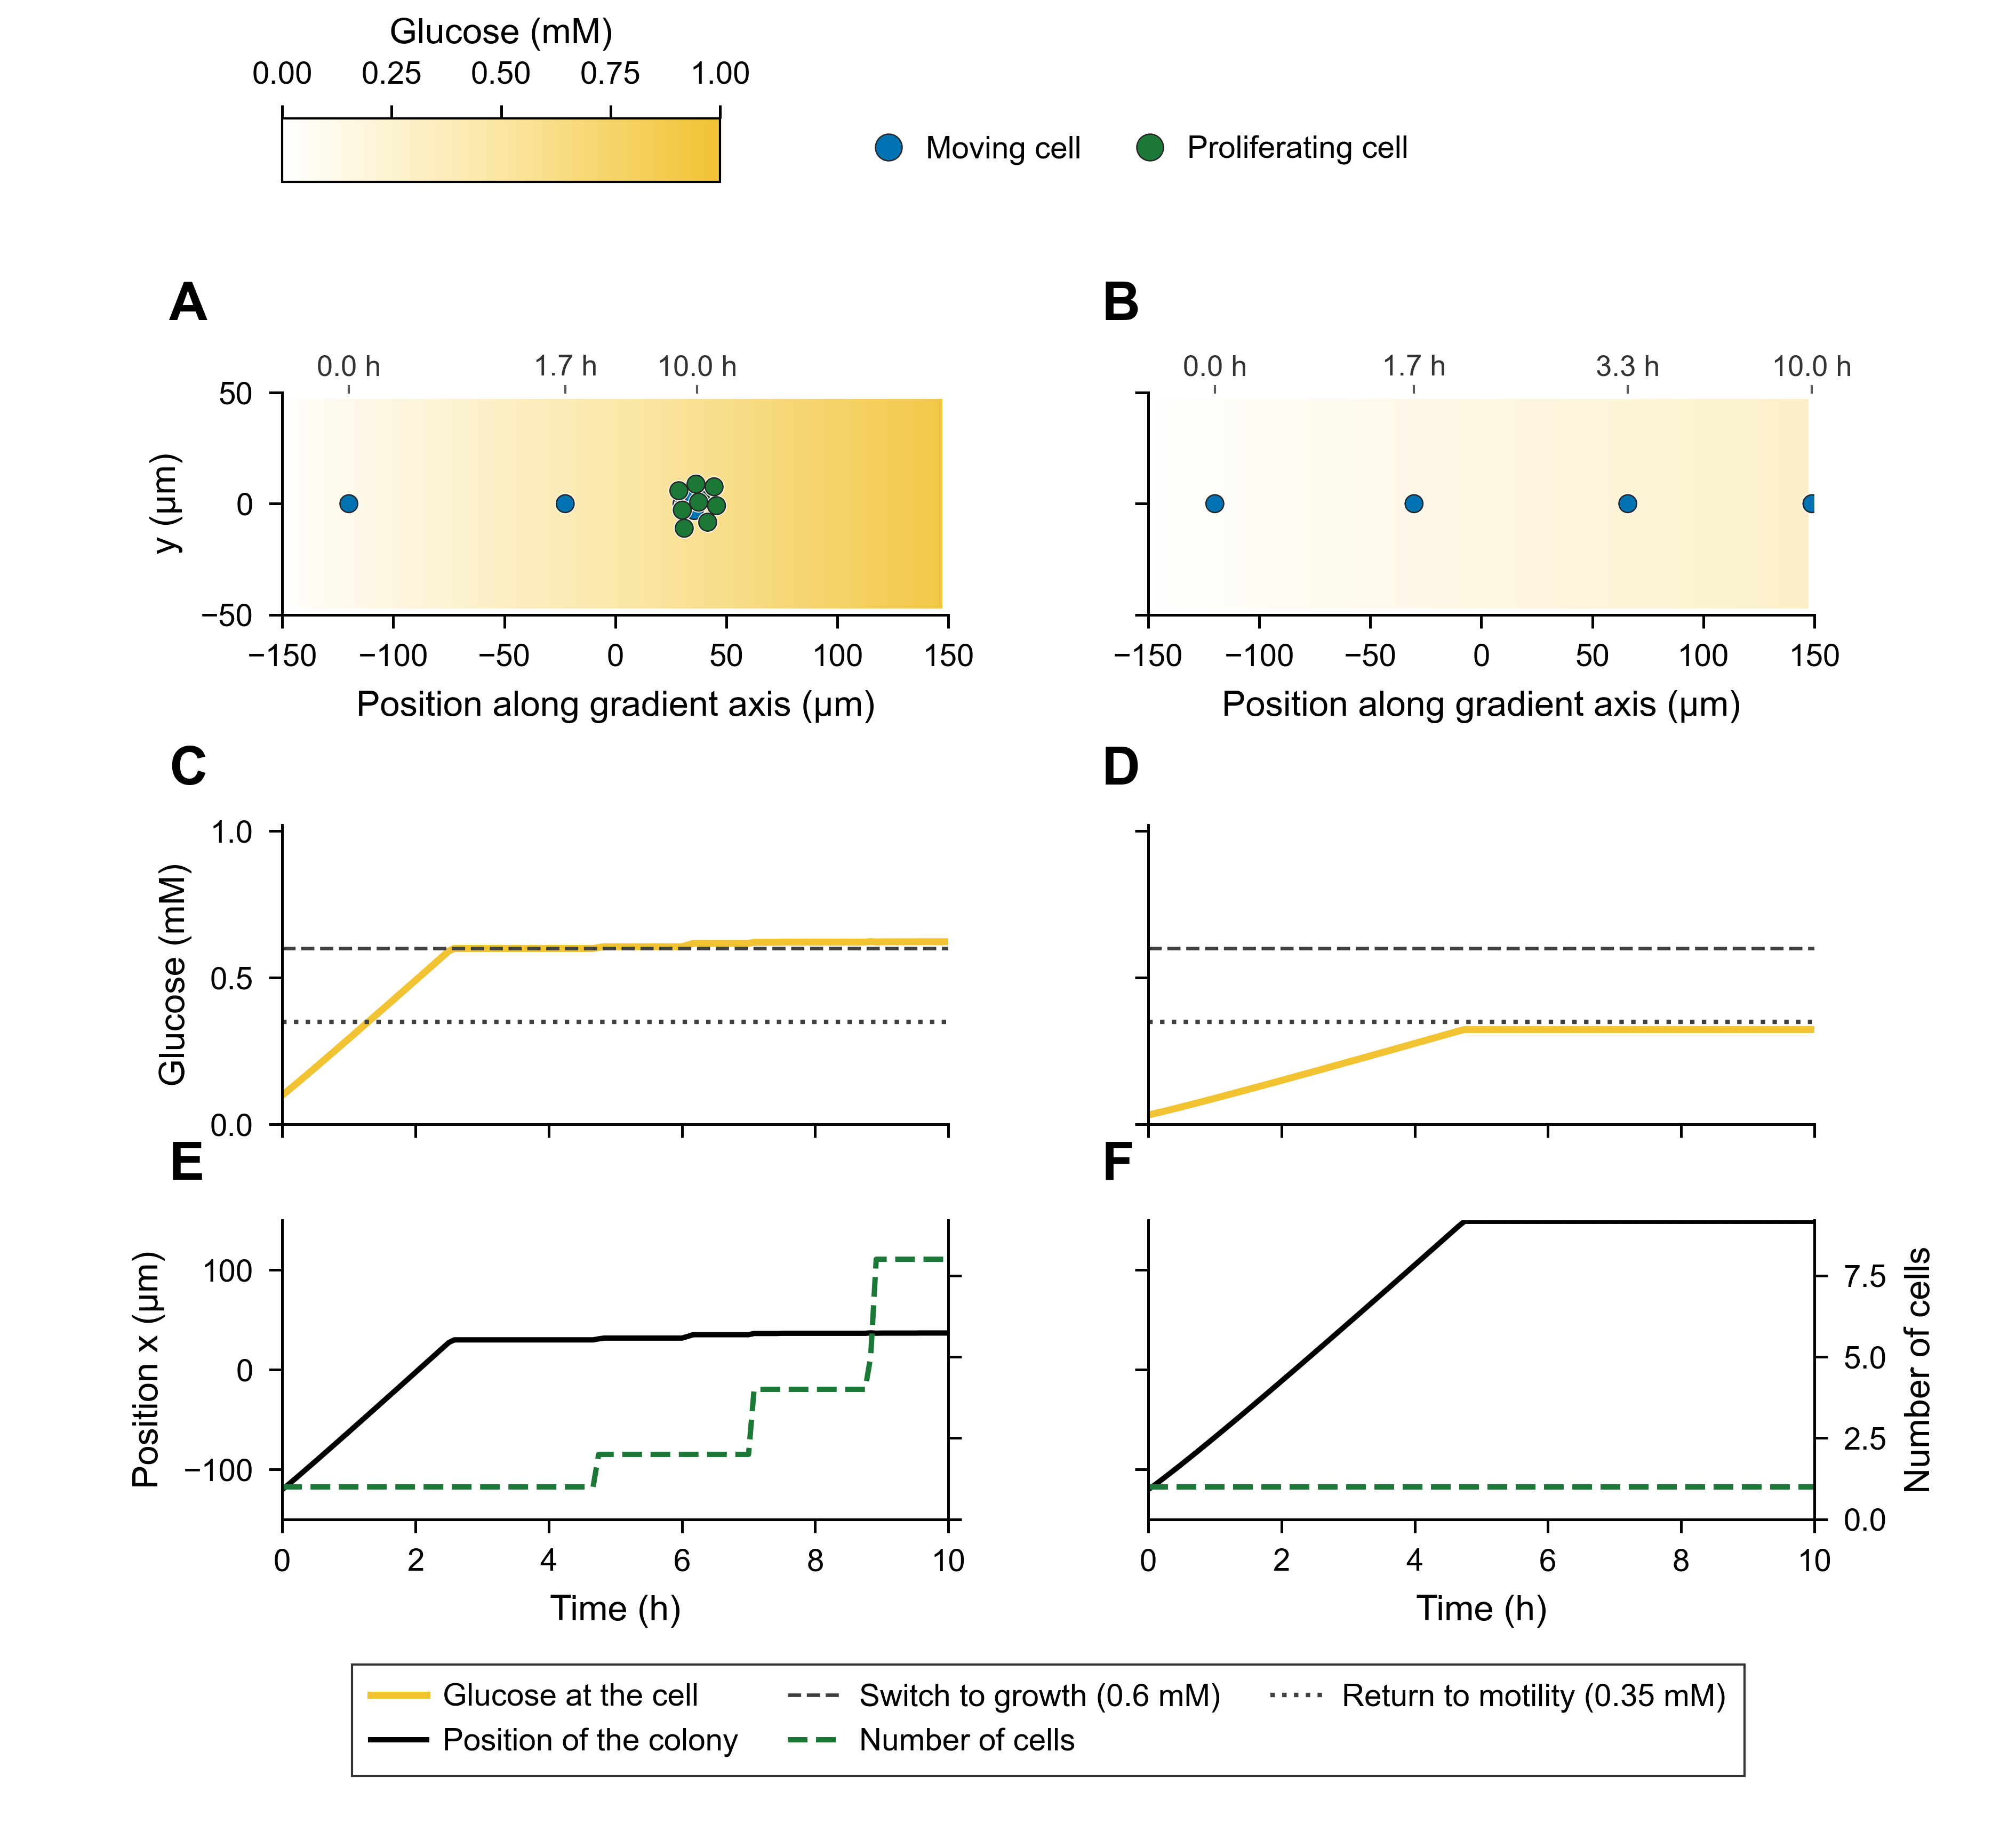 Glucose (mM)
0.00 0.25 0.50 0.75 1.00
Moving cell Proliferating cell
A
0.0 h 1.7 h 10.0 h
50
0
−50
y (µm)
−150 −100 −50 0 50 100 150
Position along gradient axis (µm)
B
0.0 h 1.7 h 3.3 h 10.0 h
−150 −100 −50 0 50 100 150
Position along gradient axis (µm)
C
1.0
0.5
0.0
Glucose (mM)
D
E
100
0
−100
Position x (µm)
0 2 4 6 8 10
Time (h)
F
7.5
5.0
2.5
0.0
Number of cells
0 2 4 6 8 10
Time (h)
Glucose at the cell Switch to growth (0.6 mM) Return to motility (0.35 mM)
Position of the colony Number of cells